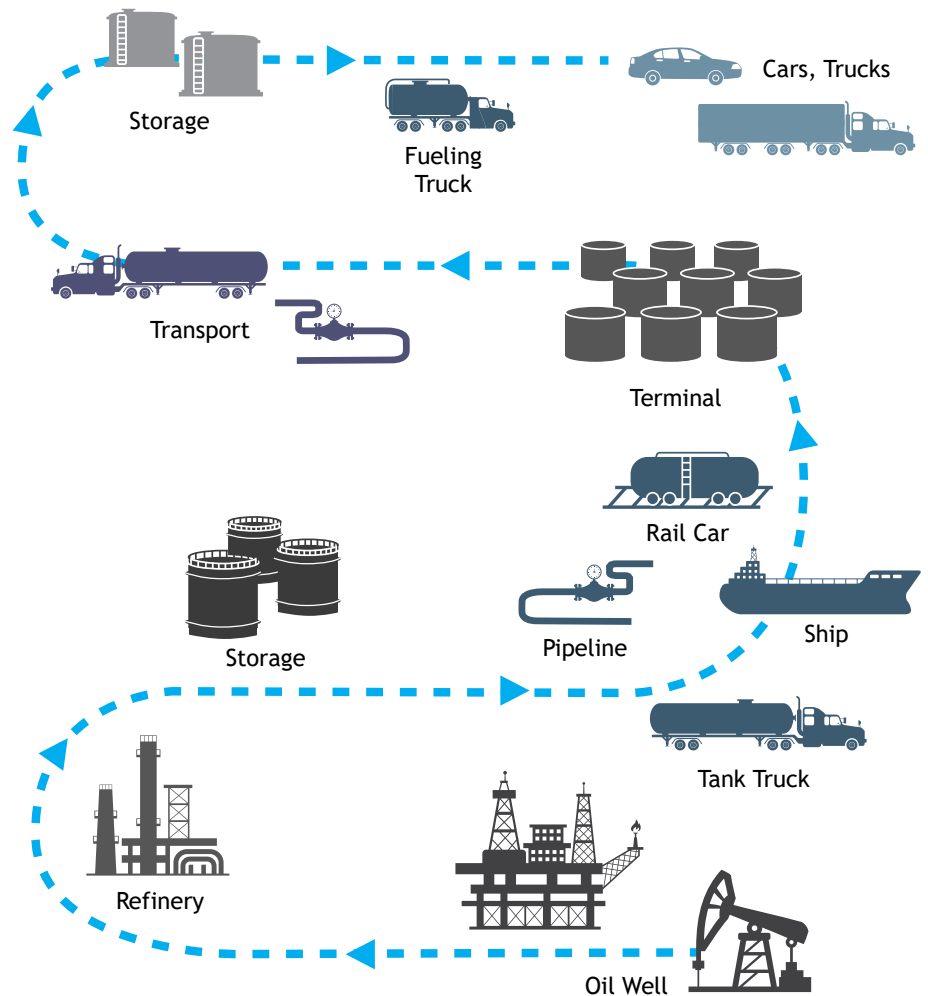 Cars, Trucks
Storage
Fueling
Truck
Transport
Terminal
Rail Car
Storage
Pipeline
Ship
Tank Truck
Refinery
Oil Well